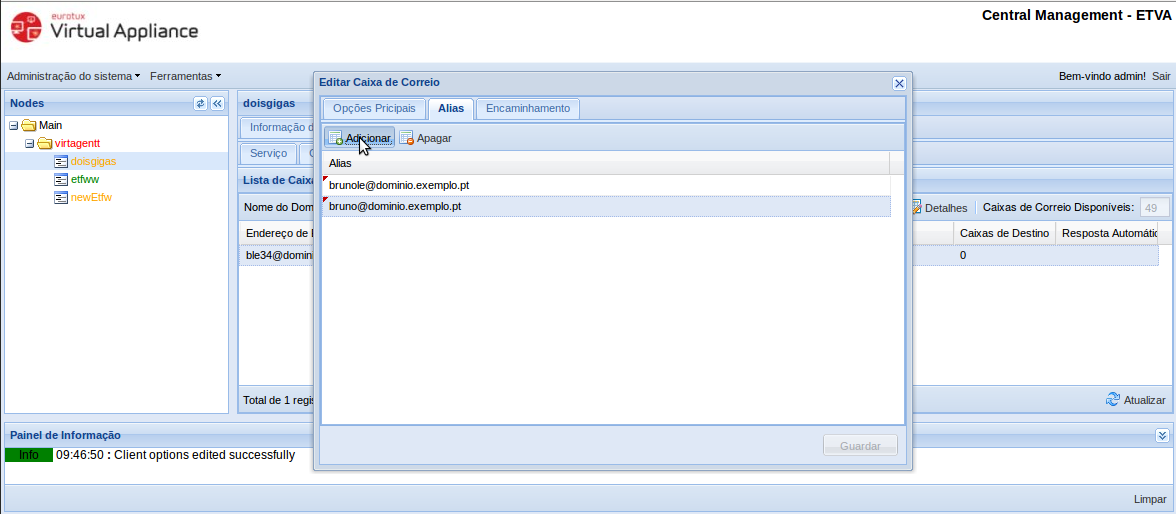 eurotux
Virtual Appliance
Central Management - ETVA
Administração do sistema Ferramentas
Bem-vindo admin! Sair
Nodes
Main
virtagentt
doisgigas
etfww
newEtfw
doisgigas
Informação d
Serviço
Lista de Caixa
Nome do Dom
Detalhes Caixas de Correio Disponíveis: 49
Endereço de
Caixas de Destino Resposta Automátic
ble34@domini
0
Total de 1 regis
Atualizar
Editar Caixa de Correio
Opções Pricipais Alias Encaminhamento
Adicionar Apagar
Alias
brunole@dominio.exemplo.pt
bruno@dominio.exemplo.pt
Guardar
Painel de Informação
Info 09:46:50 : Client options edited successfully
Limpar